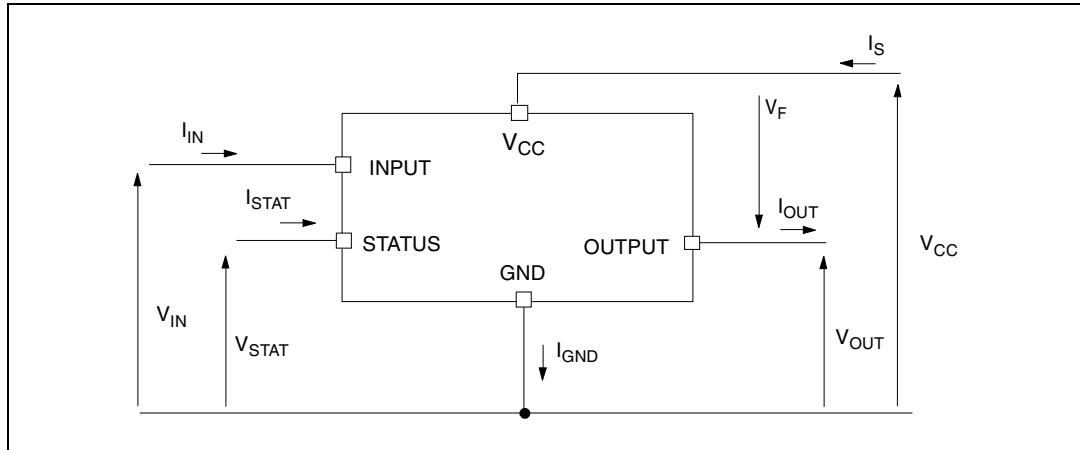 I_S
V_F
I_IN
V_CC
INPUT
I_STAT
I_OUT
STATUS
OUTPUT
V_CC
GND
V_IN
V_STAT
I_GND
V_OUT